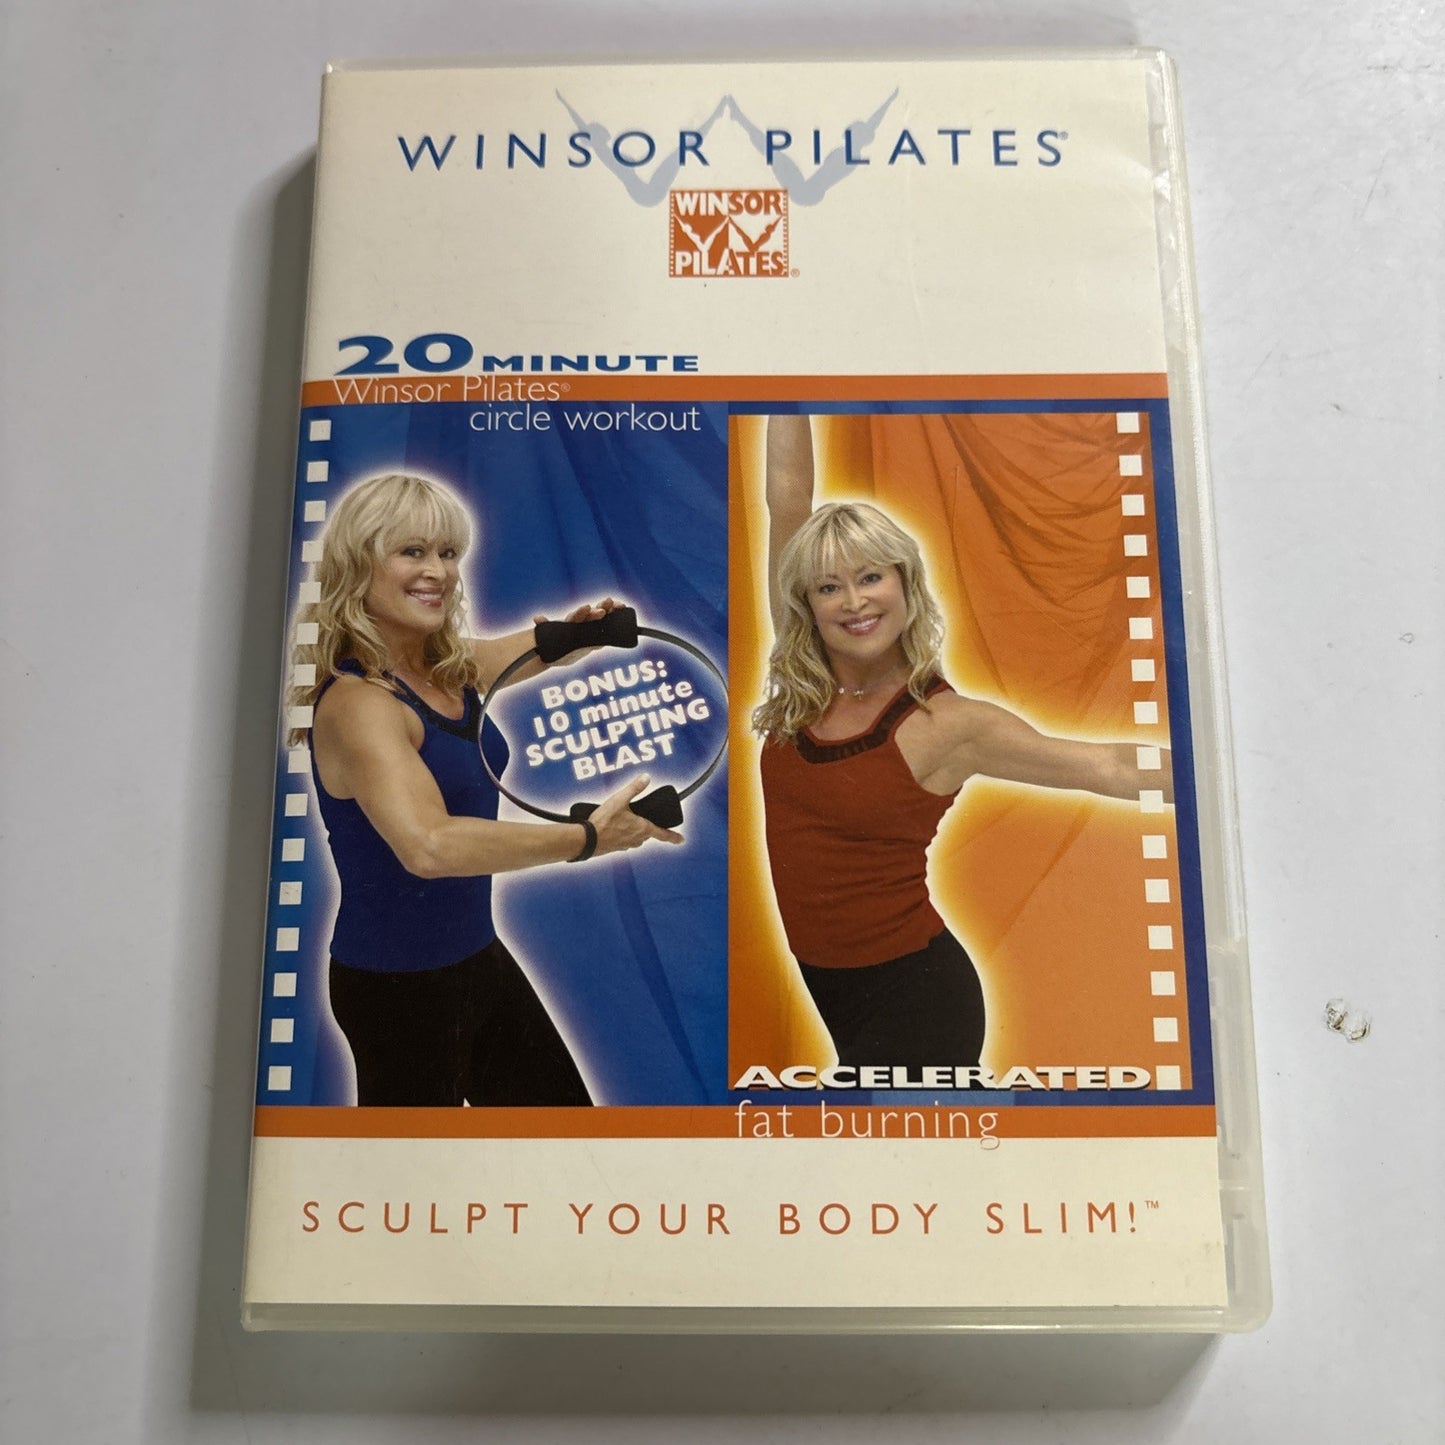 WINSOR PILATES®
WINSOR
PILATES®
20 MINUTE
Winsor Pilates®
circle workout
BONUS:
10 minute
SCULPTING
BLAST
ACCELERATED
fat burning
SCULPT YOUR BODY SLIM!™